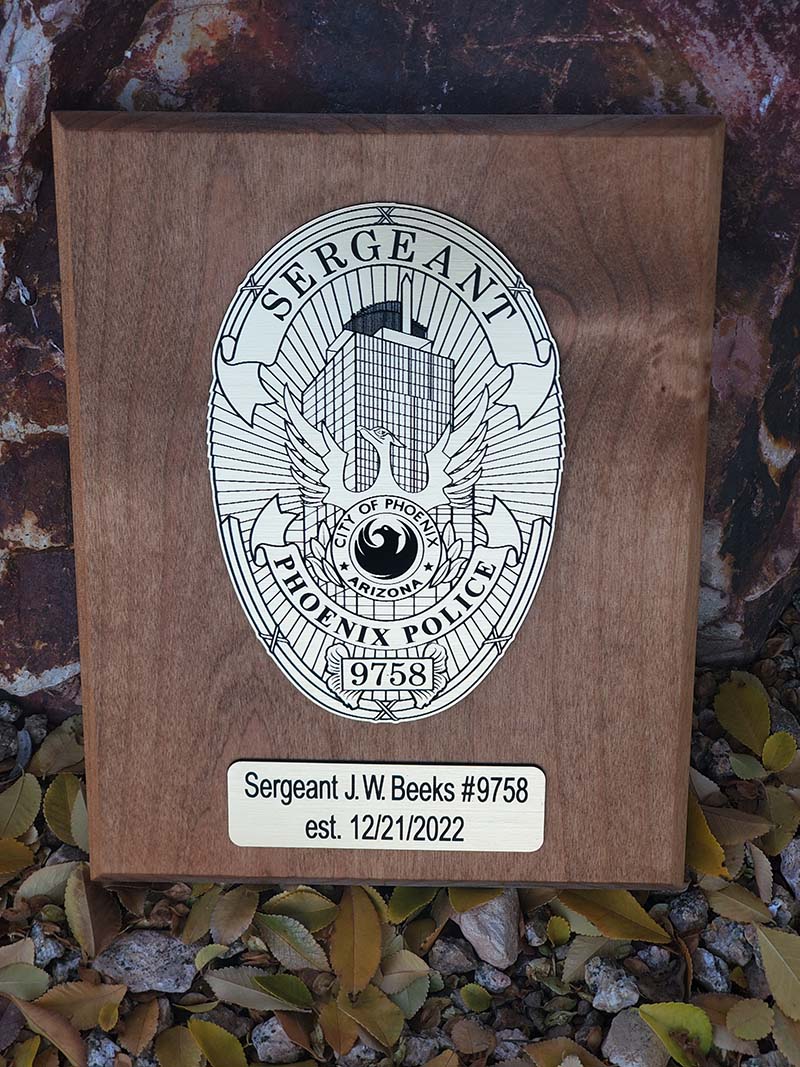 SERGEANT
CITY OF PHOENIX
ARIZONA
PHOENIX POLICE
9758
Sergeant J.W. Beeks #9758
est. 12/21/2022